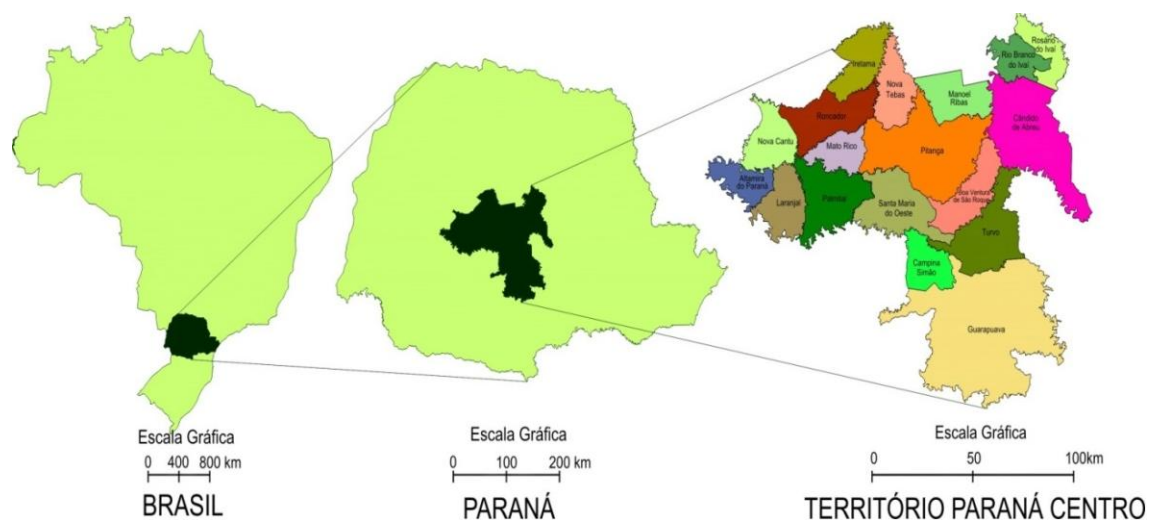 Iretama
Nova
Tebas
Manoel
Ribas
Rio Branco
do Ivaí
Rosário
do Ivaí
Cândido
de Abreu
Roncador
Nova Cantu
Mato Rico
Pitanga
Altamira
do Paraná
Laranjal
Palmital
Santa Maria
do Oeste
Boa Ventura
de São Roque
Turvo
Campina
Simão
Guarapuava
Escala Gráfica
0 400 800 km
BRASIL
Escala Gráfica
0 100 200 km
PARANÁ
Escala Gráfica
0 50 100km
TERRITÓRIO PARANÁ CENTRO